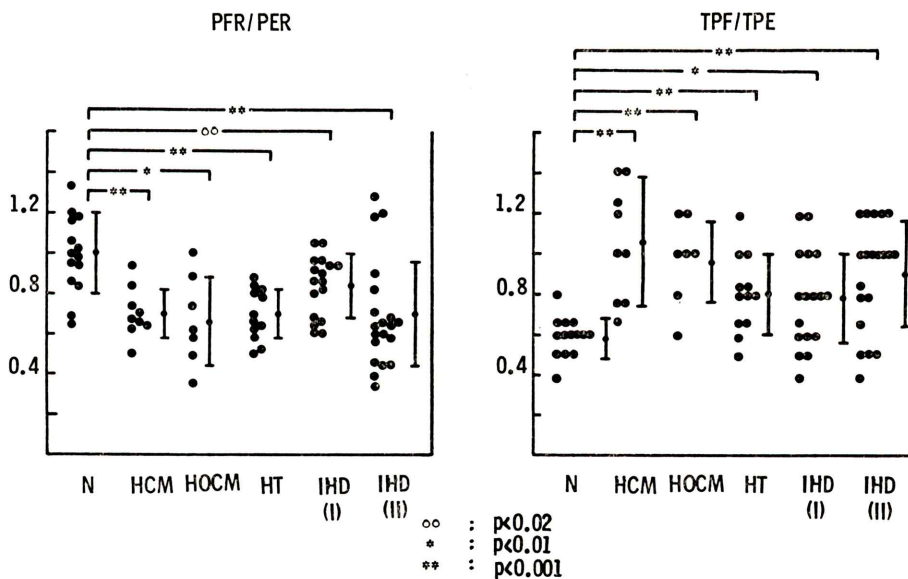 PFR/PER
**
oo
**
*
**
1.2
0.8
0.4
N HCM HOCM HT IHD (I) IHD (II)
TPF/TPE
**
*
**
**
**
1.2
0.8
0.4
N HCM HOCM HT IHD (I) IHD (II)
oo : p<0.02
* : p<0.01
** : p<0.001